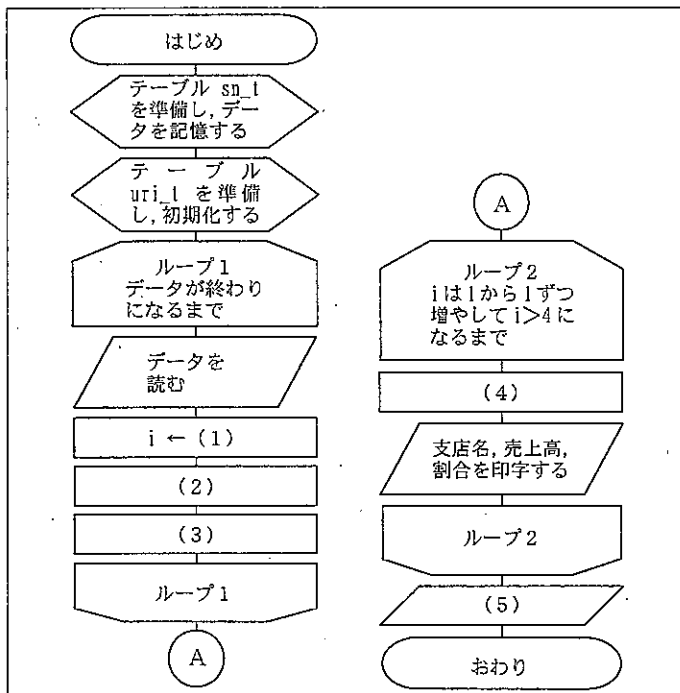 はじめ
テーブル sn_t
を準備し,デー
タを記憶する
テーブル
uri_t を準備
し,初期化する
ループ1
データが終わり
になるまで
データを
読む
i ← (1)
(2)
(3)
ループ1
A
A
ループ2
iは1から1ずつ
増やしてi>4に
なるまで
(4)
支店名,売上高,
割合を印字する
ループ2
(5)
おわり